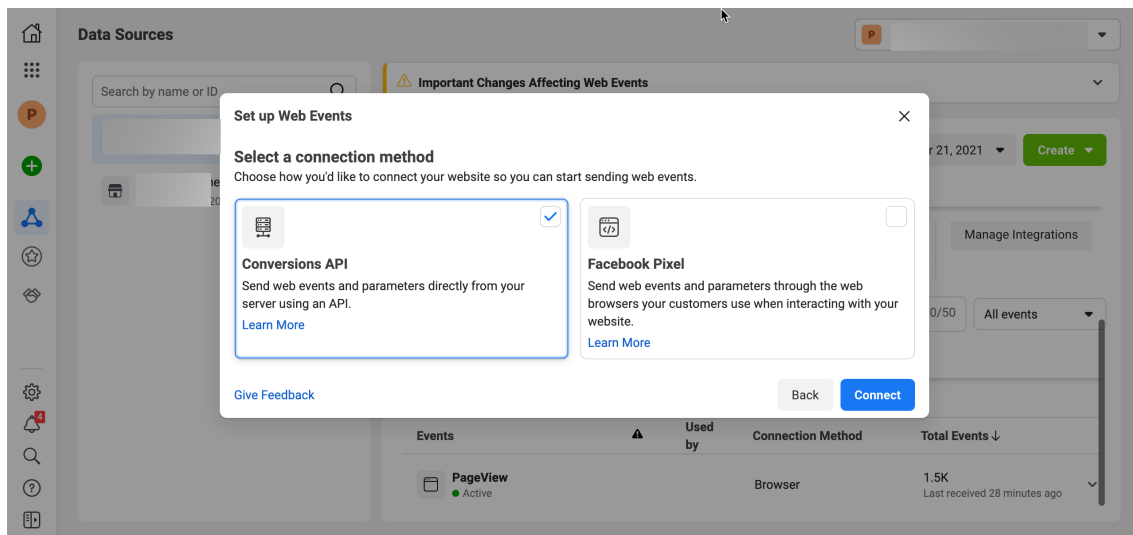 Data Sources
P
Search by name or ID
Important Changes Affecting Web Events
P
Set up Web Events
Select a connection method
Choose how you'd like to connect your website so you can start sending web events.
21, 2021
Create
Manage Integrations
Conversions API
Send web events and parameters directly from your
server using an API.
Learn More
Facebook Pixel
Send web events and parameters through the web
browsers your customers use when interacting with your
website.
Learn More
0/50
All events
Give Feedback
Back
Connect
4
Events
Used
by
Connection Method
Total Events
PageView
Active
Browser
1.5K
Last received 28 minutes ago